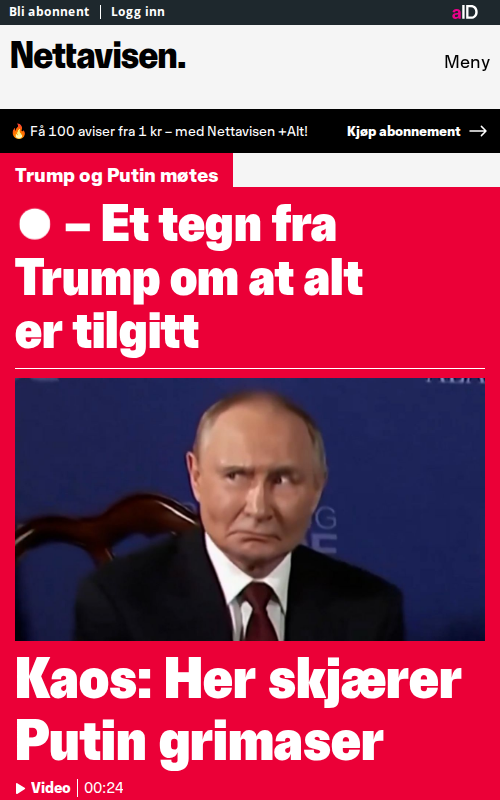 Bli abonnent | Logg inn
aID
Nettavisen.
Meny
🔥 Få 100 aviser fra 1 kr – med Nettavisen +Alt!
Kjøp abonnement →
Trump og Putin møtes
– Et tegn fra
Trump om at alt
er tilgitt
Kaos: Her skjærer
Putin grimaser
Video | 00:24